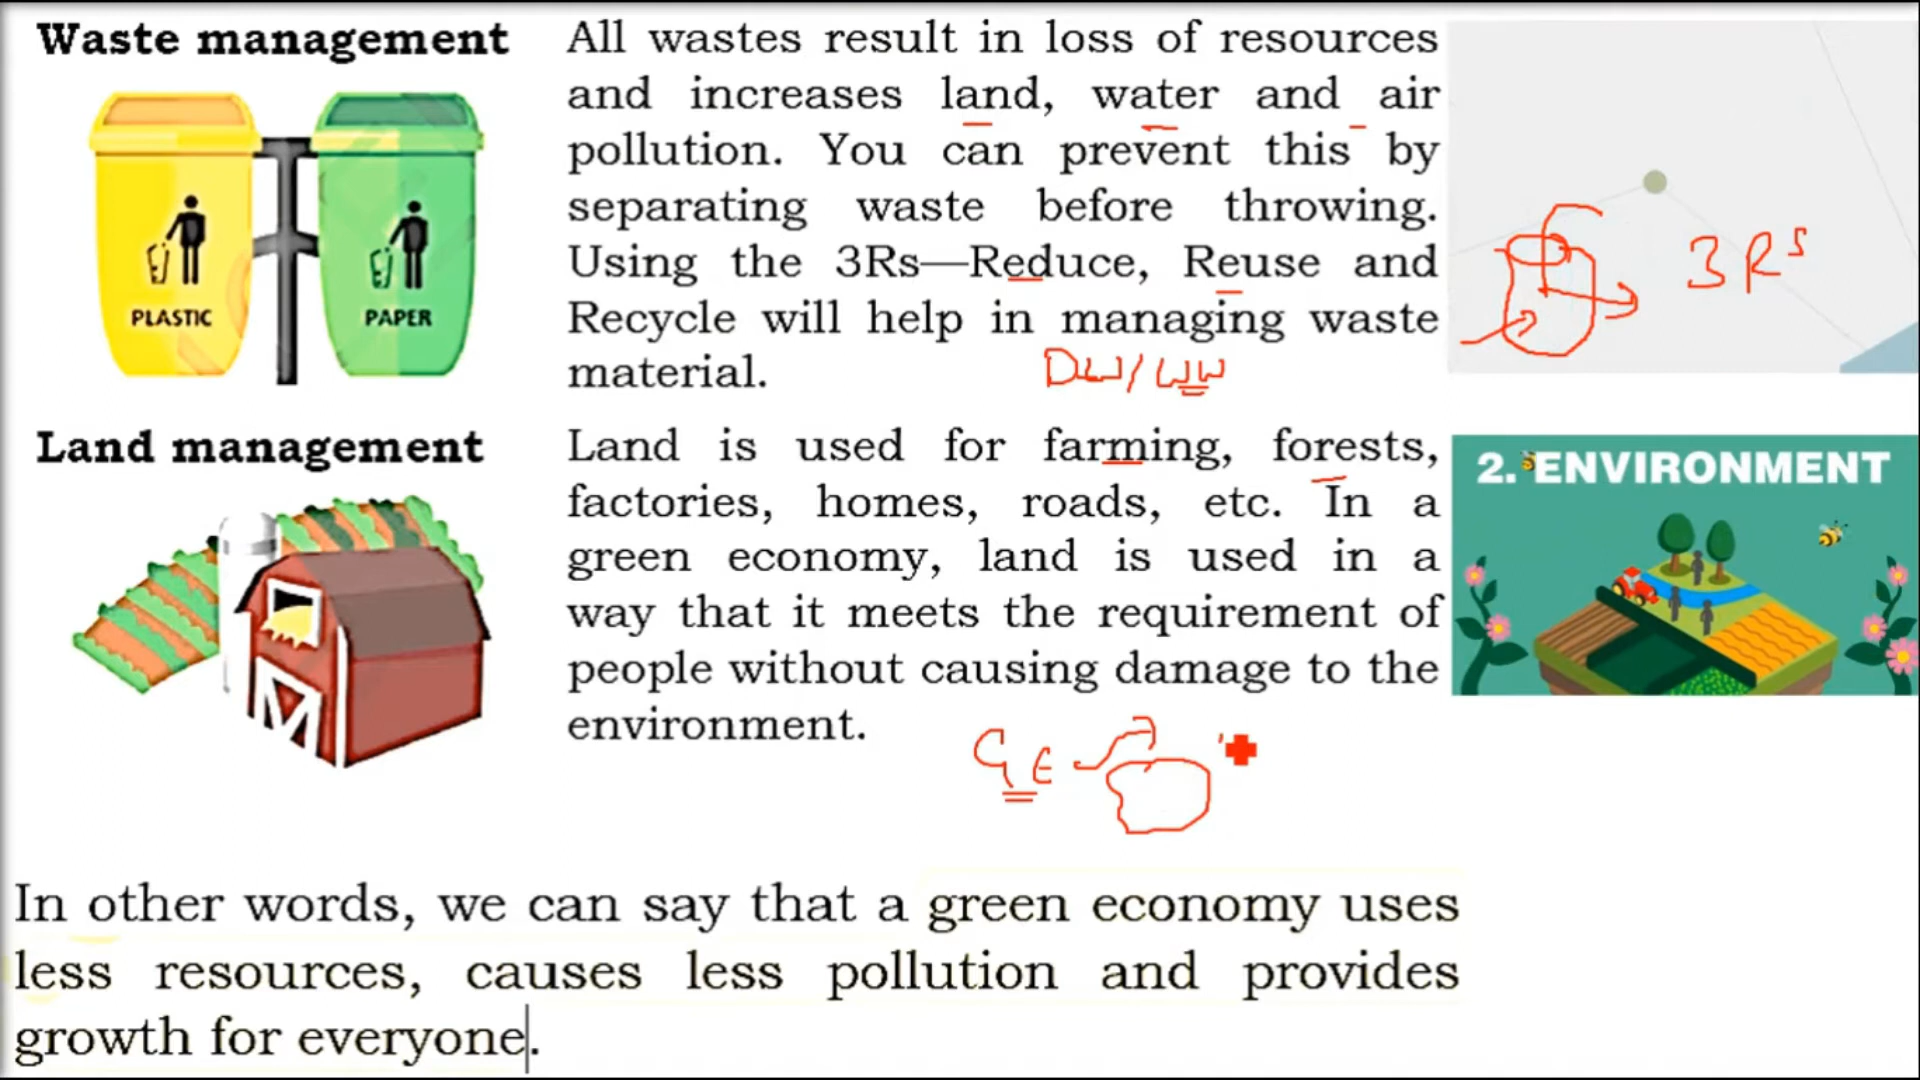 Waste management
PLASTIC
PAPER
All wastes result in loss of resources
and increases land, water and air
pollution. You can prevent this by
separating waste before throwing.
Using the 3Rs—Reduce, Reuse and
Recycle will help in managing waste
material.
DW/WW
3Rs
Land management
Land is used for farming, forests,
factories, homes, roads, etc. In a
green economy, land is used in a
way that it meets the requirement of
people without causing damage to the
environment.
GE
2. ENVIRONMENT
In other words, we can say that a green economy uses
less resources, causes less pollution and provides
growth for everyone.